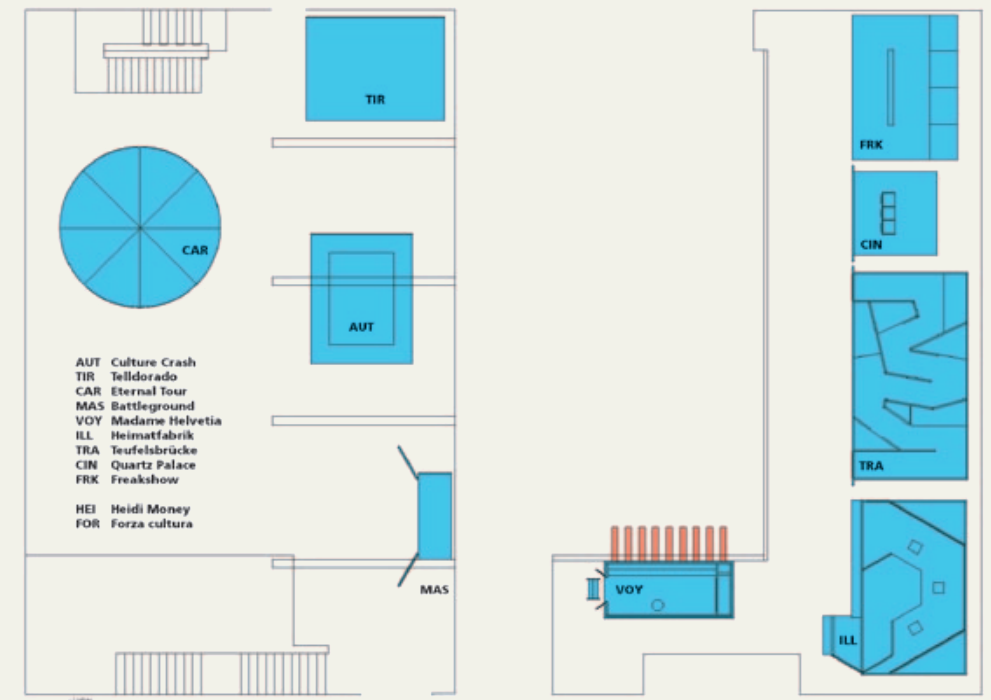 TIR
FRK
CIN
CAR
AUT
AUT Culture Crash
TIR Telldorado
CAR Eternal Tour
MAS Battleground
VOY Madame Helvetia
ILL Heimatfabrik
TRA Teufelsbrücke
CIN Quartz Palace
FRK Freakshow
HEI Heidi Money
FOR Forza cultura
TRA
MAS
VOY
ILL